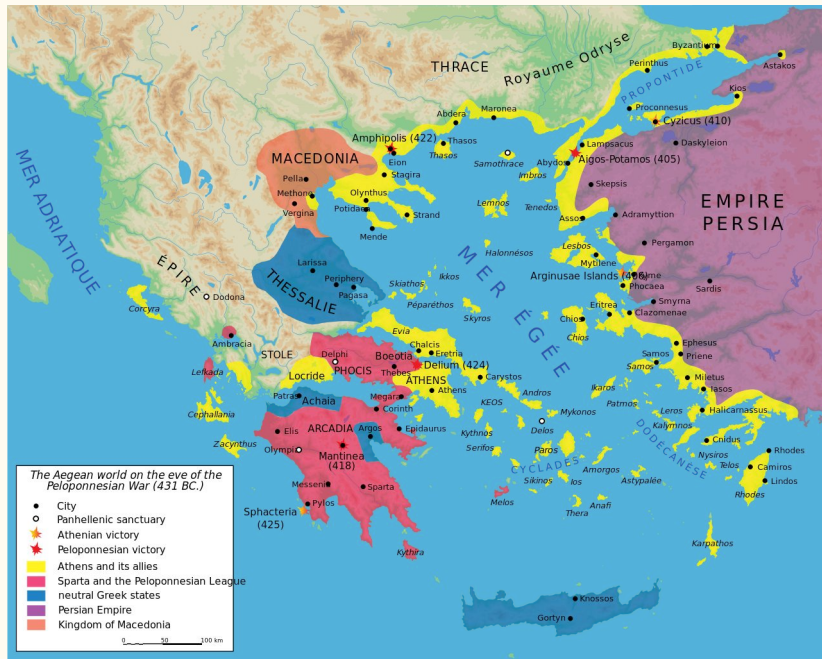 Byzantium
THRACE
Royaume Odryse
Perinthus
Astakos
PROPONTIDE
Kios
Abdera
Maronea
Proconnesus
Cyzicus (410)
Amphipolis (422)
Thasos
Thasos
Eion
Lampsacus
Daskyleion
MACEDONIA
Samothrace
Abydos
Aigos-Potamos (405)
Stagira
Imbros
Pella
Skepsis
MER ADRIATIQUE
Methone
Olynthus
EMPIRE
PERSIA
Vergina
Potidaea
Strand
Lemnos
Tenedos
Assos
Adramyttion
Mende
Lesbos
Pergamon
Larissa
MER ÉGÉE
Halonnésos
Mytilene
ÉPIRE
THESSALIE
Periphery
Pagasa
Skiathos
Ikkos
Arginusae Islands (406)
Phocaea
Sardis
Dodona
Corcyra
Péparéthos
Skyros
Eritrea
Smyrna
Clazomenae
Chios
Chios
Evia
Ambracia
STOLE
Delphi
Boeotia
Chalcis
Eretria
Ephesus
Priene
Lefkada
Locride
PHOCIS
Thebes
Delium (424)
Samos
Samos
ATHENS
Carystos
Miletus
Patras
Achaia
Megara
Athens
Andros
Ikaros
Iasos
Cephallania
Corinth
KEOS
Mykonos
Patmos
Leros
Halicarnassus
Zacynthus
ARCADIA
Argos
Epidaurus
Delos
Kalymnos
Elis
Kythnos
DODECANESE
Cnidus
Olympia
Mantinea
(418)
Serifos
Paros
Nysiros
Rhodes
CYCLADES
Amorgos
Telos
Camiros
Messenia
Sparta
Sikinos
Ios
Astypalée
Lindos
Rhodes
Pylos
Melos
Anafi
Thera
Sphacteria
(425)
Kythira
Karpathos
Knossos
Gortyn
The Aegean world on the eve of the
Peloponnesian War (431 BC.)
City
Panhellenic sanctuary
Athenian victory
Peloponnesian victory
Athens and its allies
Sparta and the Peloponnesian League
neutral Greek states
Persian Empire
Kingdom of Macedonia
0 50 100 km